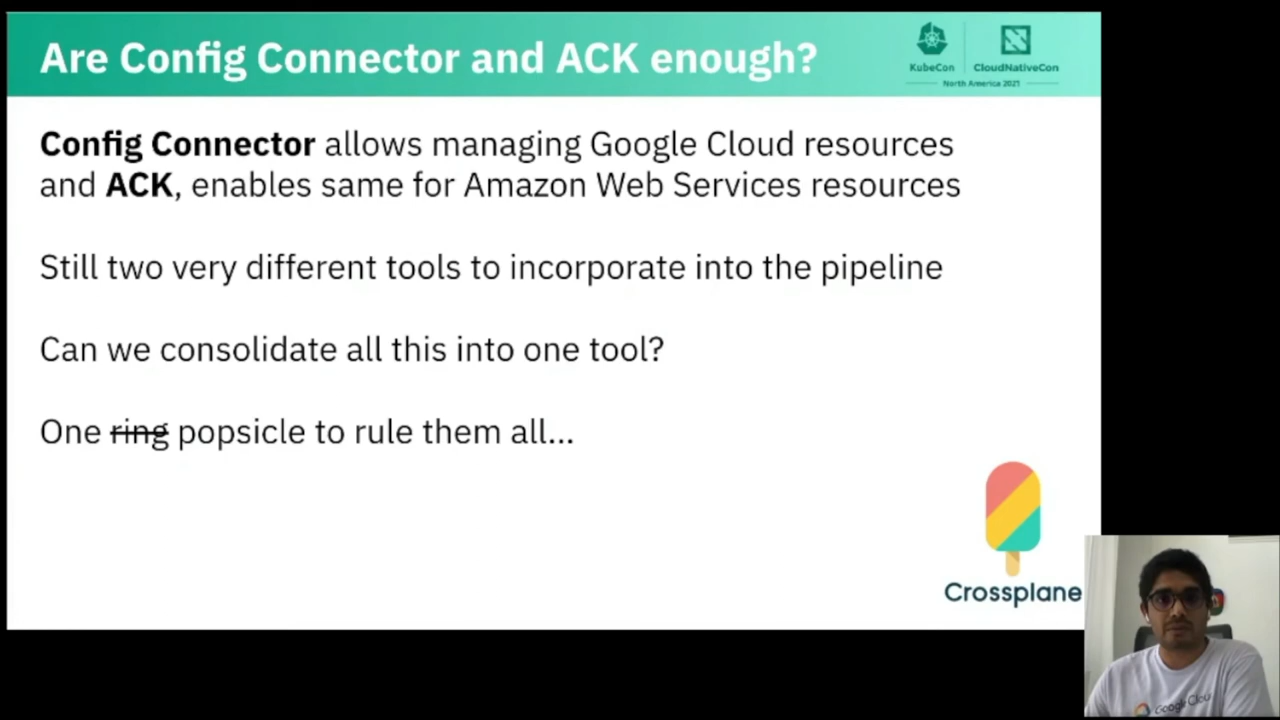 Are Config Connector and ACK enough?
KubeCon
CloudNativeCon
North America 2021
Config Connector allows managing Google Cloud resources
and ACK, enables same for Amazon Web Services resources
Still two very different tools to incorporate into the pipeline
Can we consolidate all this into one tool?
One ring popsicle to rule them all...
Crossplane
Google Cloud